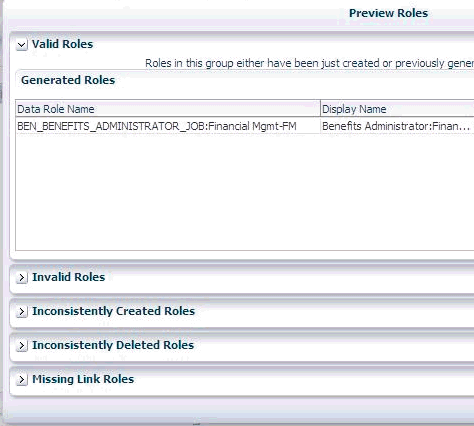 Preview Roles
Valid Roles
Roles in this group either have been just created or previously gener
Generated Roles
Data Role Name Display Name
BEN_BENEFITS_ADMINISTRATOR_JOB:Financial Mgmt-FM Benefits Administrator:Finan...
Invalid Roles
Inconsistently Created Roles
Inconsistently Deleted Roles
Missing Link Roles